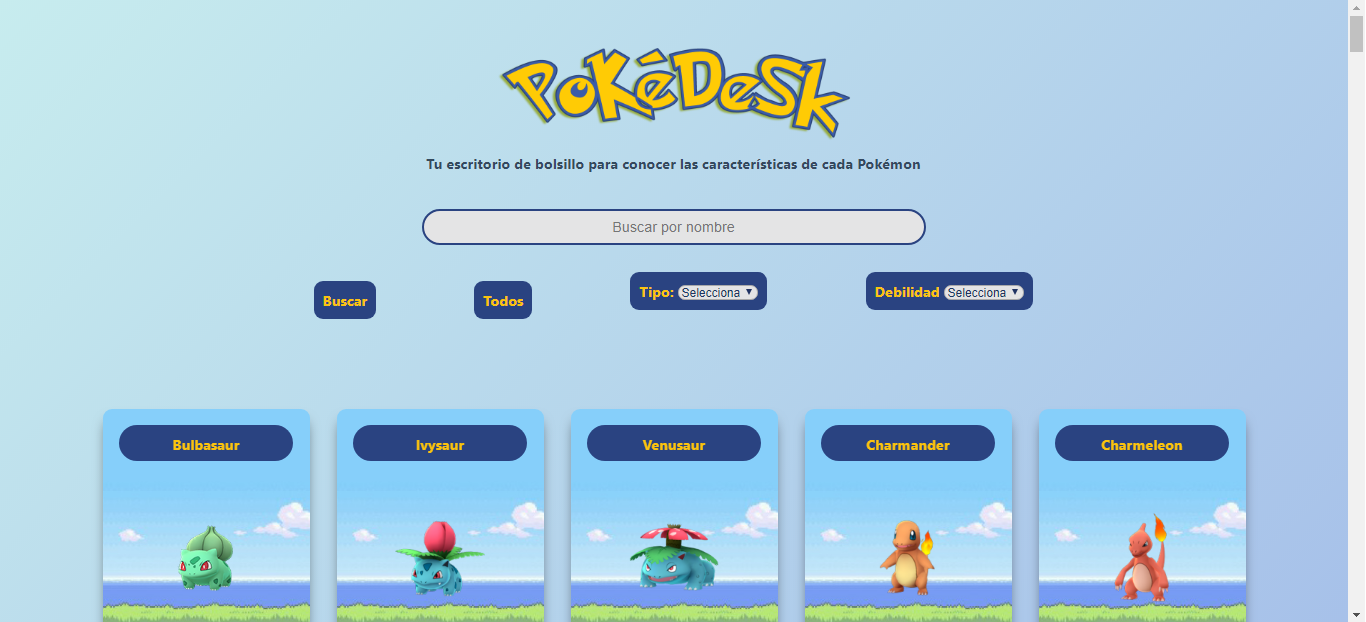 PoKéDeSk
Tu escritorio de bolsillo para conocer las características de cada Pokémon
Buscar por nombre
Buscar Todos Tipo: Selecciona Debilidad Selecciona
Bulbasaur Ivysaur Venusaur Charmander Charmeleon